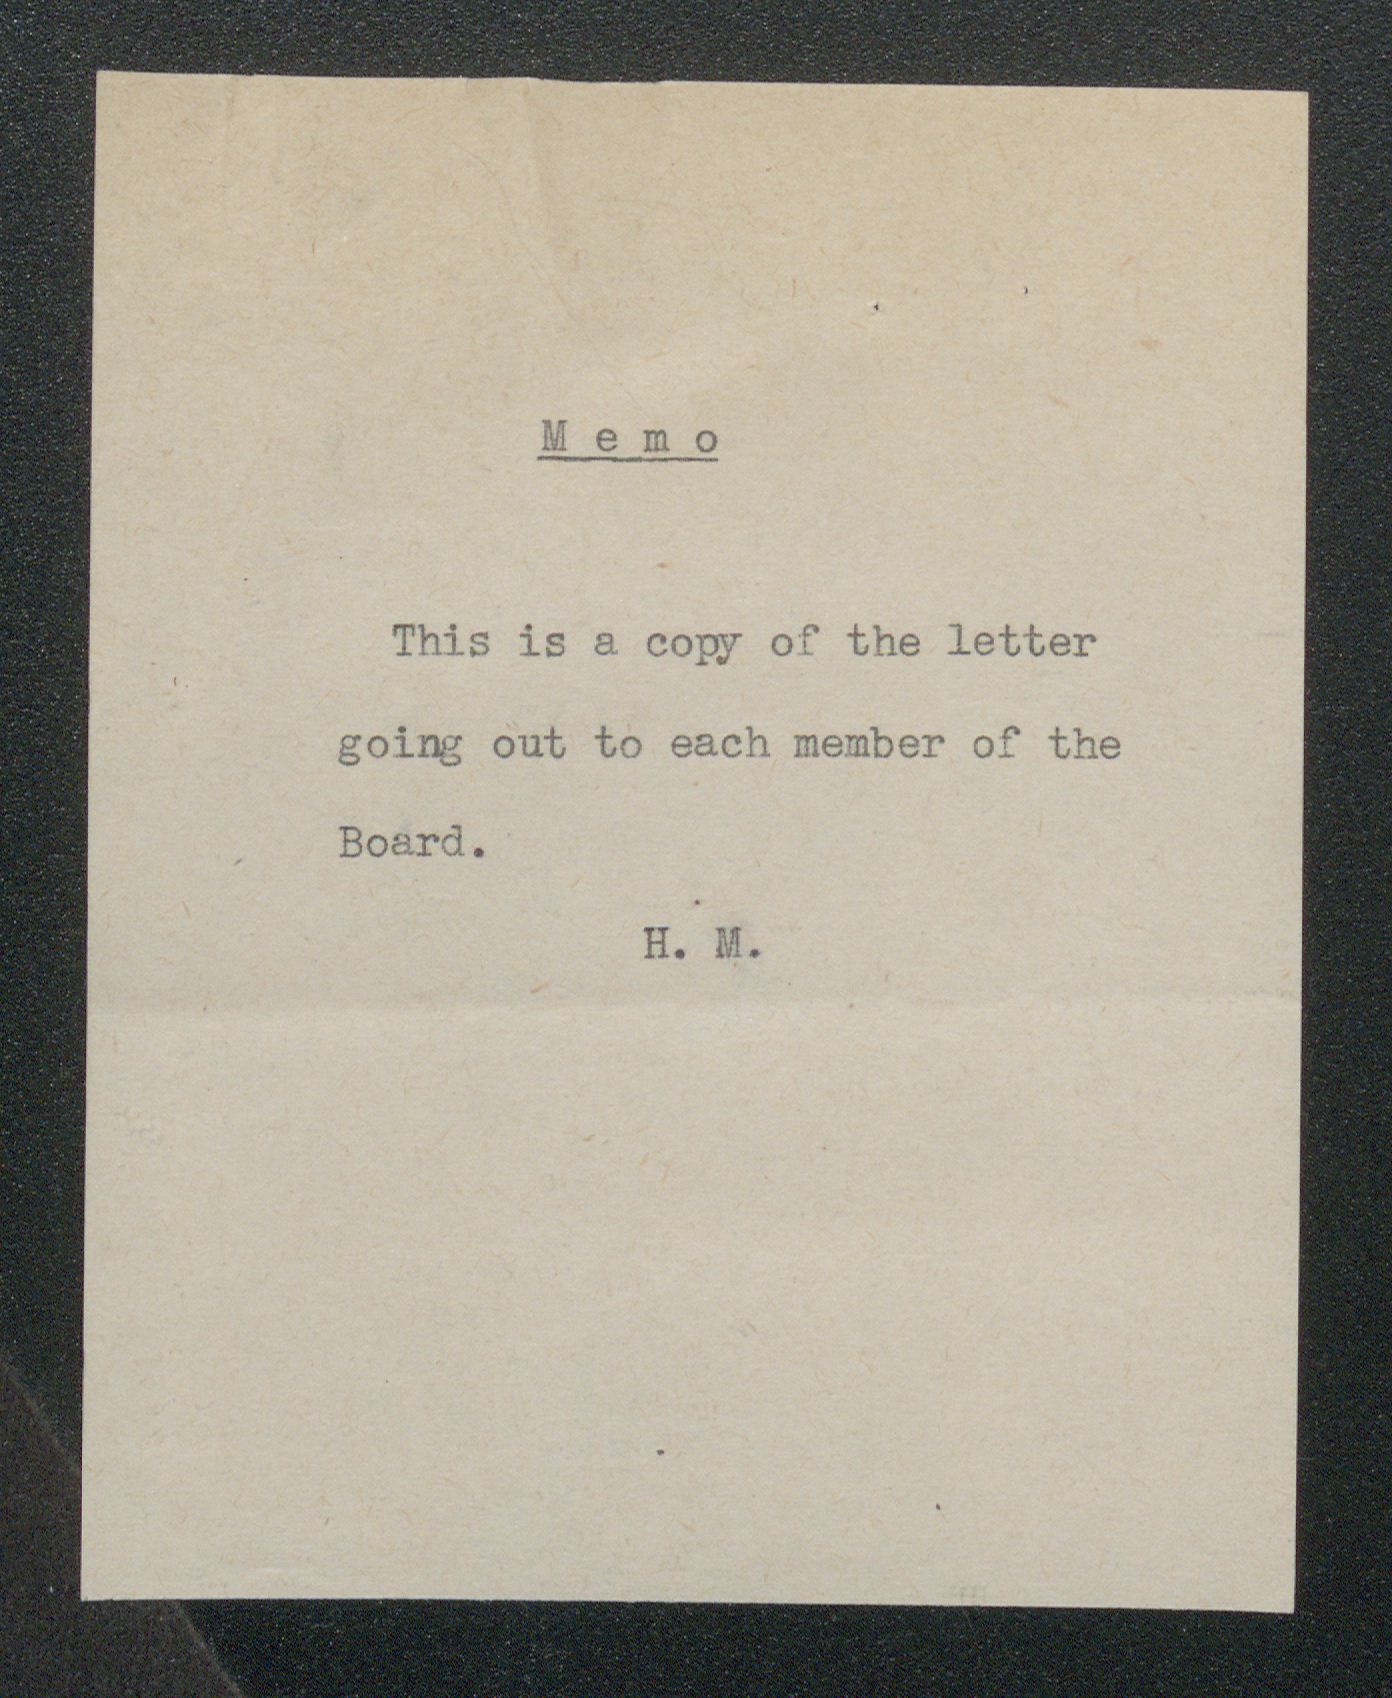 M e m o
This is a copy of the letter
going out to each member of the
Board.
H. M.